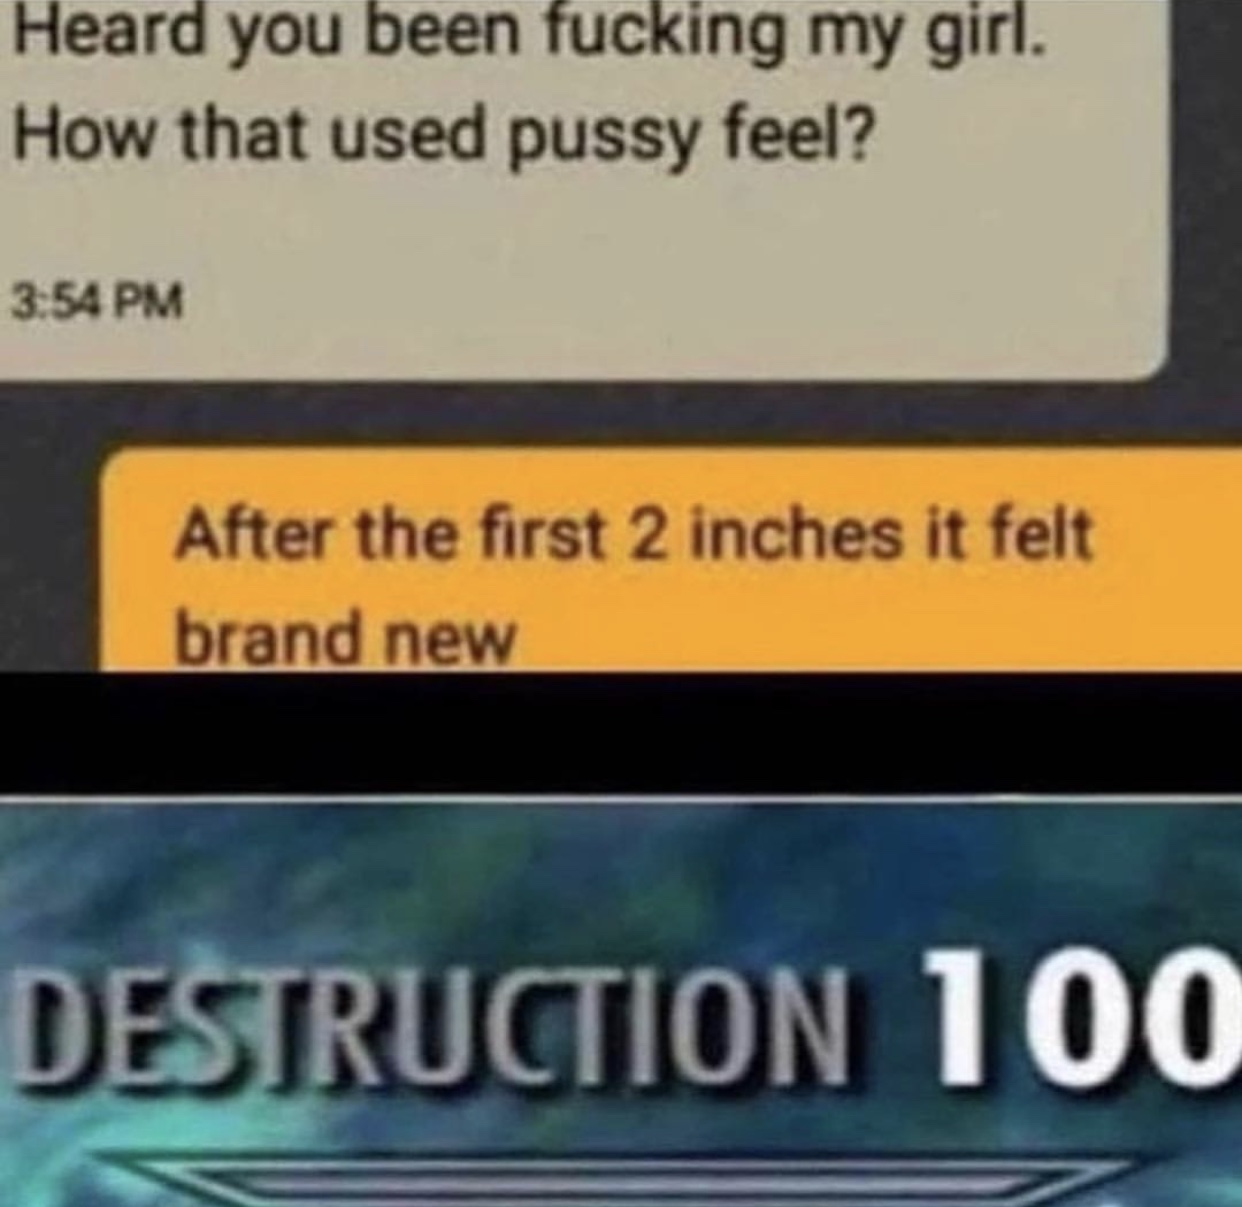 Heard you been fucking my girl.
How that used pussy feel?
3:54 PM
After the first 2 inches it felt
brand new
DESTRUCTION 100